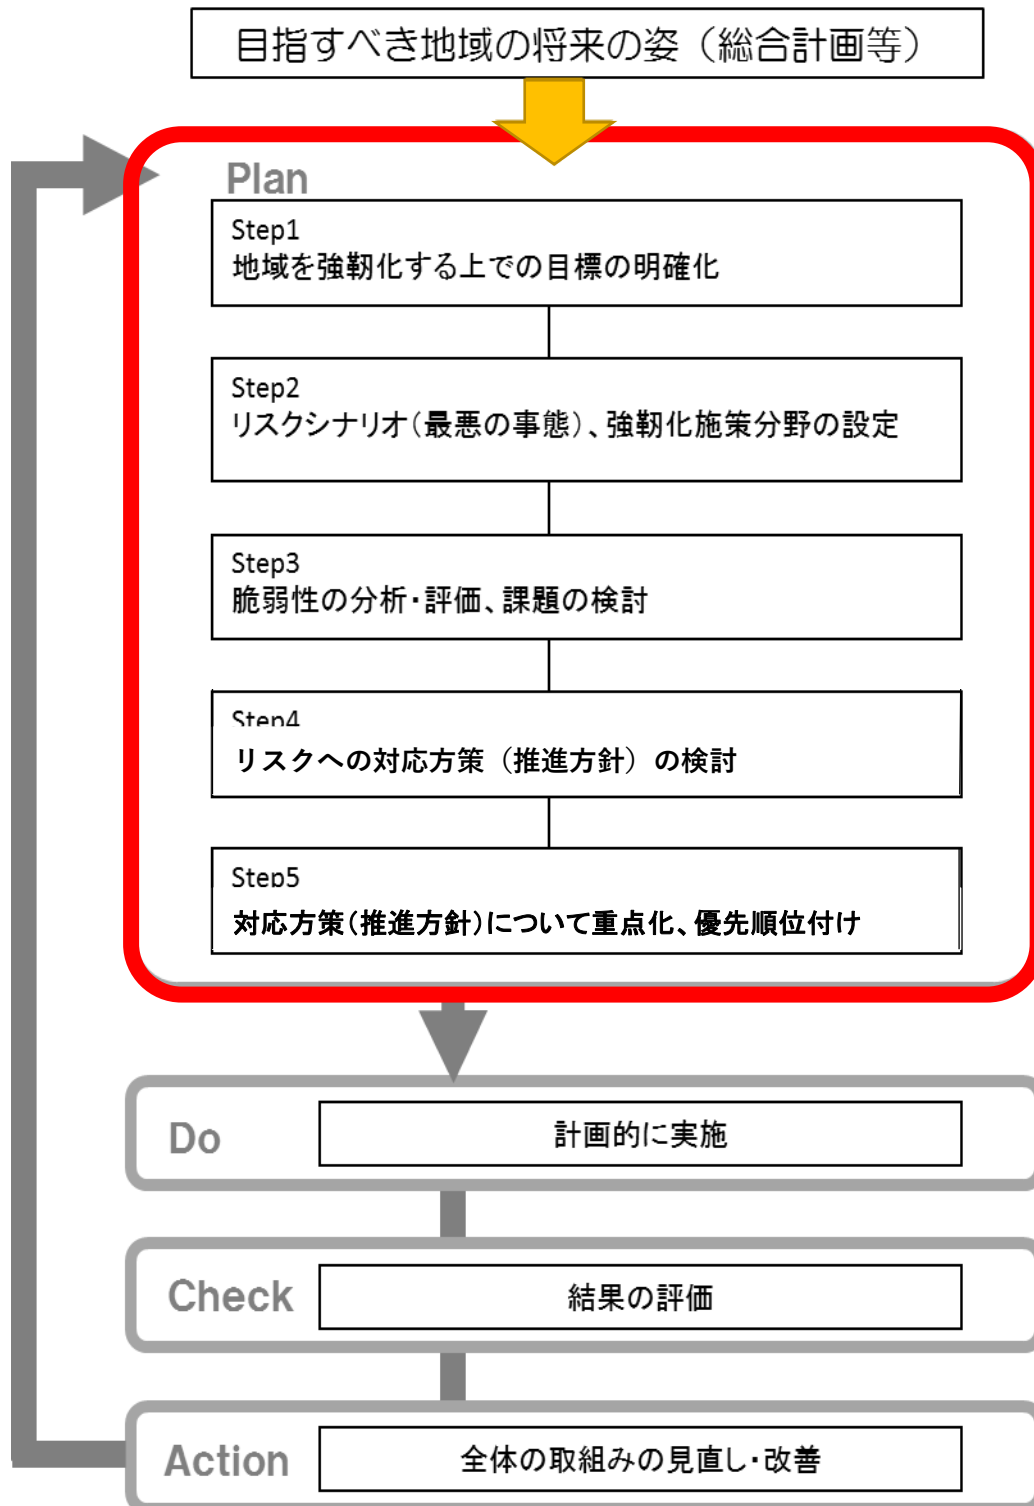 目指すべき地域の将来の姿（総合計画等）
Plan
Step1
地域を強靭化する上での目標の明確化
Step2
リスクシナリオ（最悪の事態）、強靭化施策分野の設定
Step3
脆弱性の分析・評価、課題の検討
Step4
リスクへの対応方策（推進方針）の検討
Step5
対応方策（推進方針）について重点化、優先順位付け
Do
計画的に実施
Check
結果の評価
Action
全体の取組みの見直し・改善